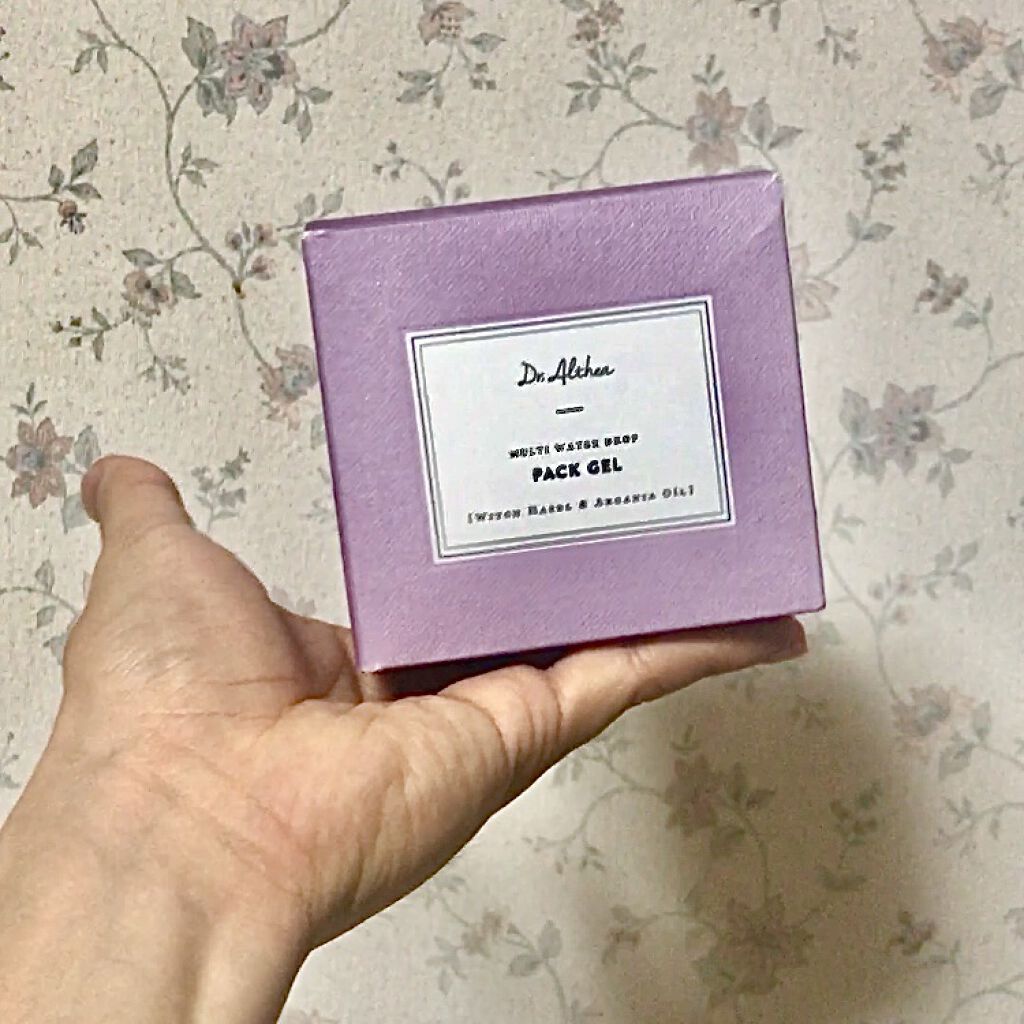 Dr. Althea
MULTI WATER DROP
PACK GEL
[WITCH HAZEL & ARGANIA OIL]